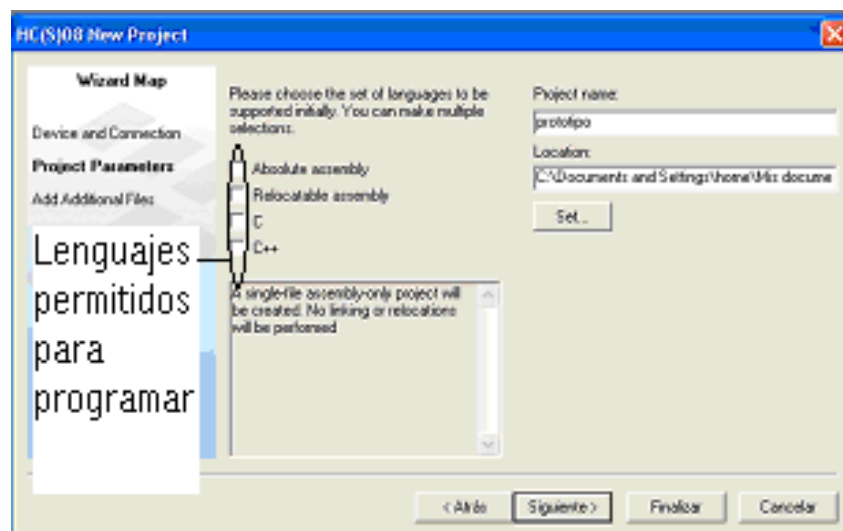 HC(S)08 New Project
Wizard Map
Device and Connection
Project Parameters
Add Additional Files
Lenguajes
permitidos
para
programar
Please choose the set of languages to be
supported initially. You can make multiple
selections.
Absolute assembly
Relocatable assembly
C
C++
A single-file assembly-only project will
be created. No linking or relocations
will be performed
Project name:
prototipo
Location:
C:\Documents and Settings\home\Mis docume
Set...
< Atrás
Siguiente >
Finalizar
Cancelar